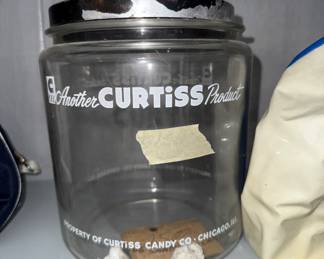 Another CURTiSS Product
PROPERTY OF CURTiSS CANDY CO · CHICAGO, ILL.